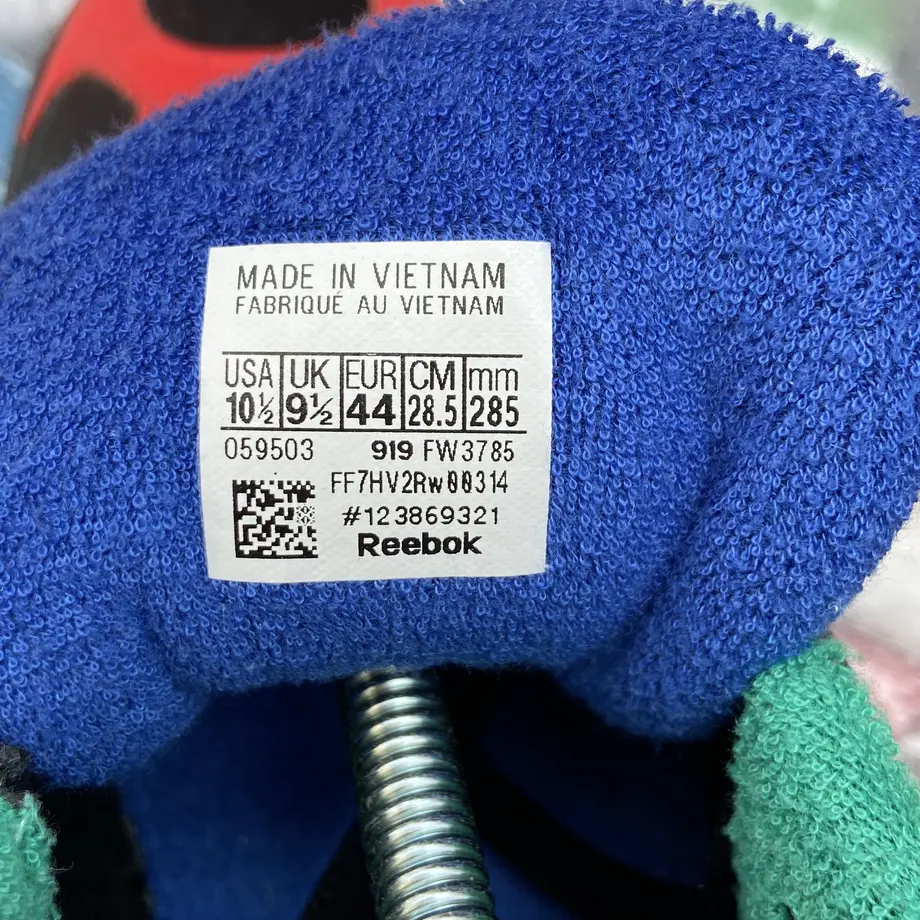 MADE IN VIETNAM
FABRIQUÉ AU VIETNAM
USA UK EUR CM mm
10½ 9½ 44 28.5 285
059503 919 FW3785
FF7HV2Rw00314
#123869321
Reebok